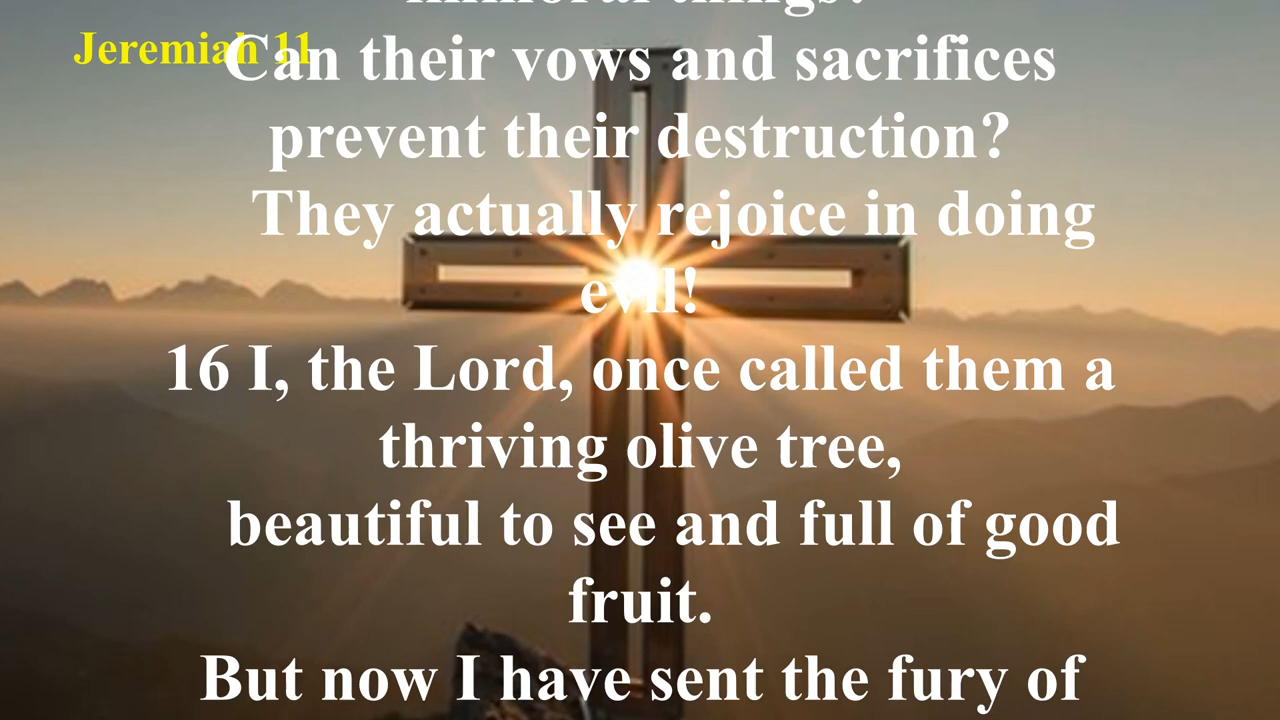 immoral things?
Jeremiah 11
Can their vows and sacrifices
prevent their destruction?
They actually rejoice in doing
evil!
16 I, the Lord, once called them a
thriving olive tree,
beautiful to see and full of good
fruit.
But now I have sent the fury of